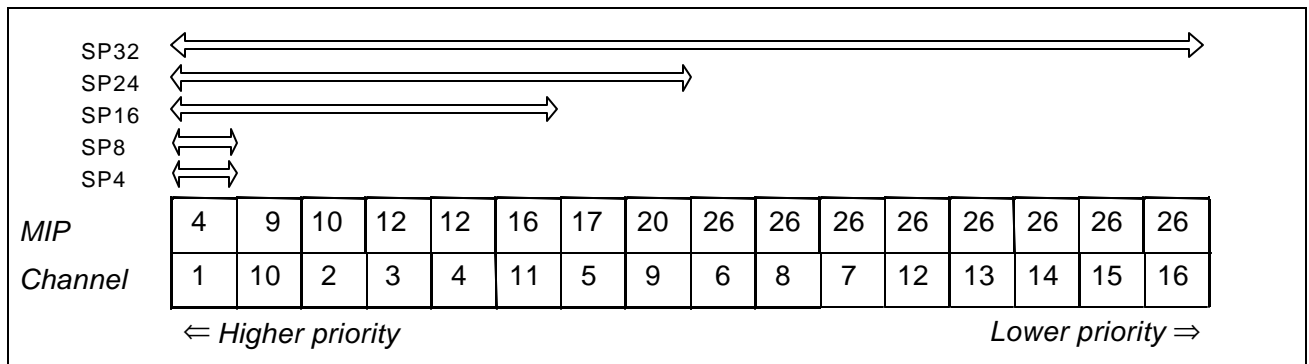 SP32
SP24
SP16
SP8
SP4
MIP 4 9 10 12 12 16 17 20 26 26 26 26 26 26 26 26
Channel 1 10 2 3 4 11 5 9 6 8 7 12 13 14 15 16
⇐ Higher priority Lower priority ⇒